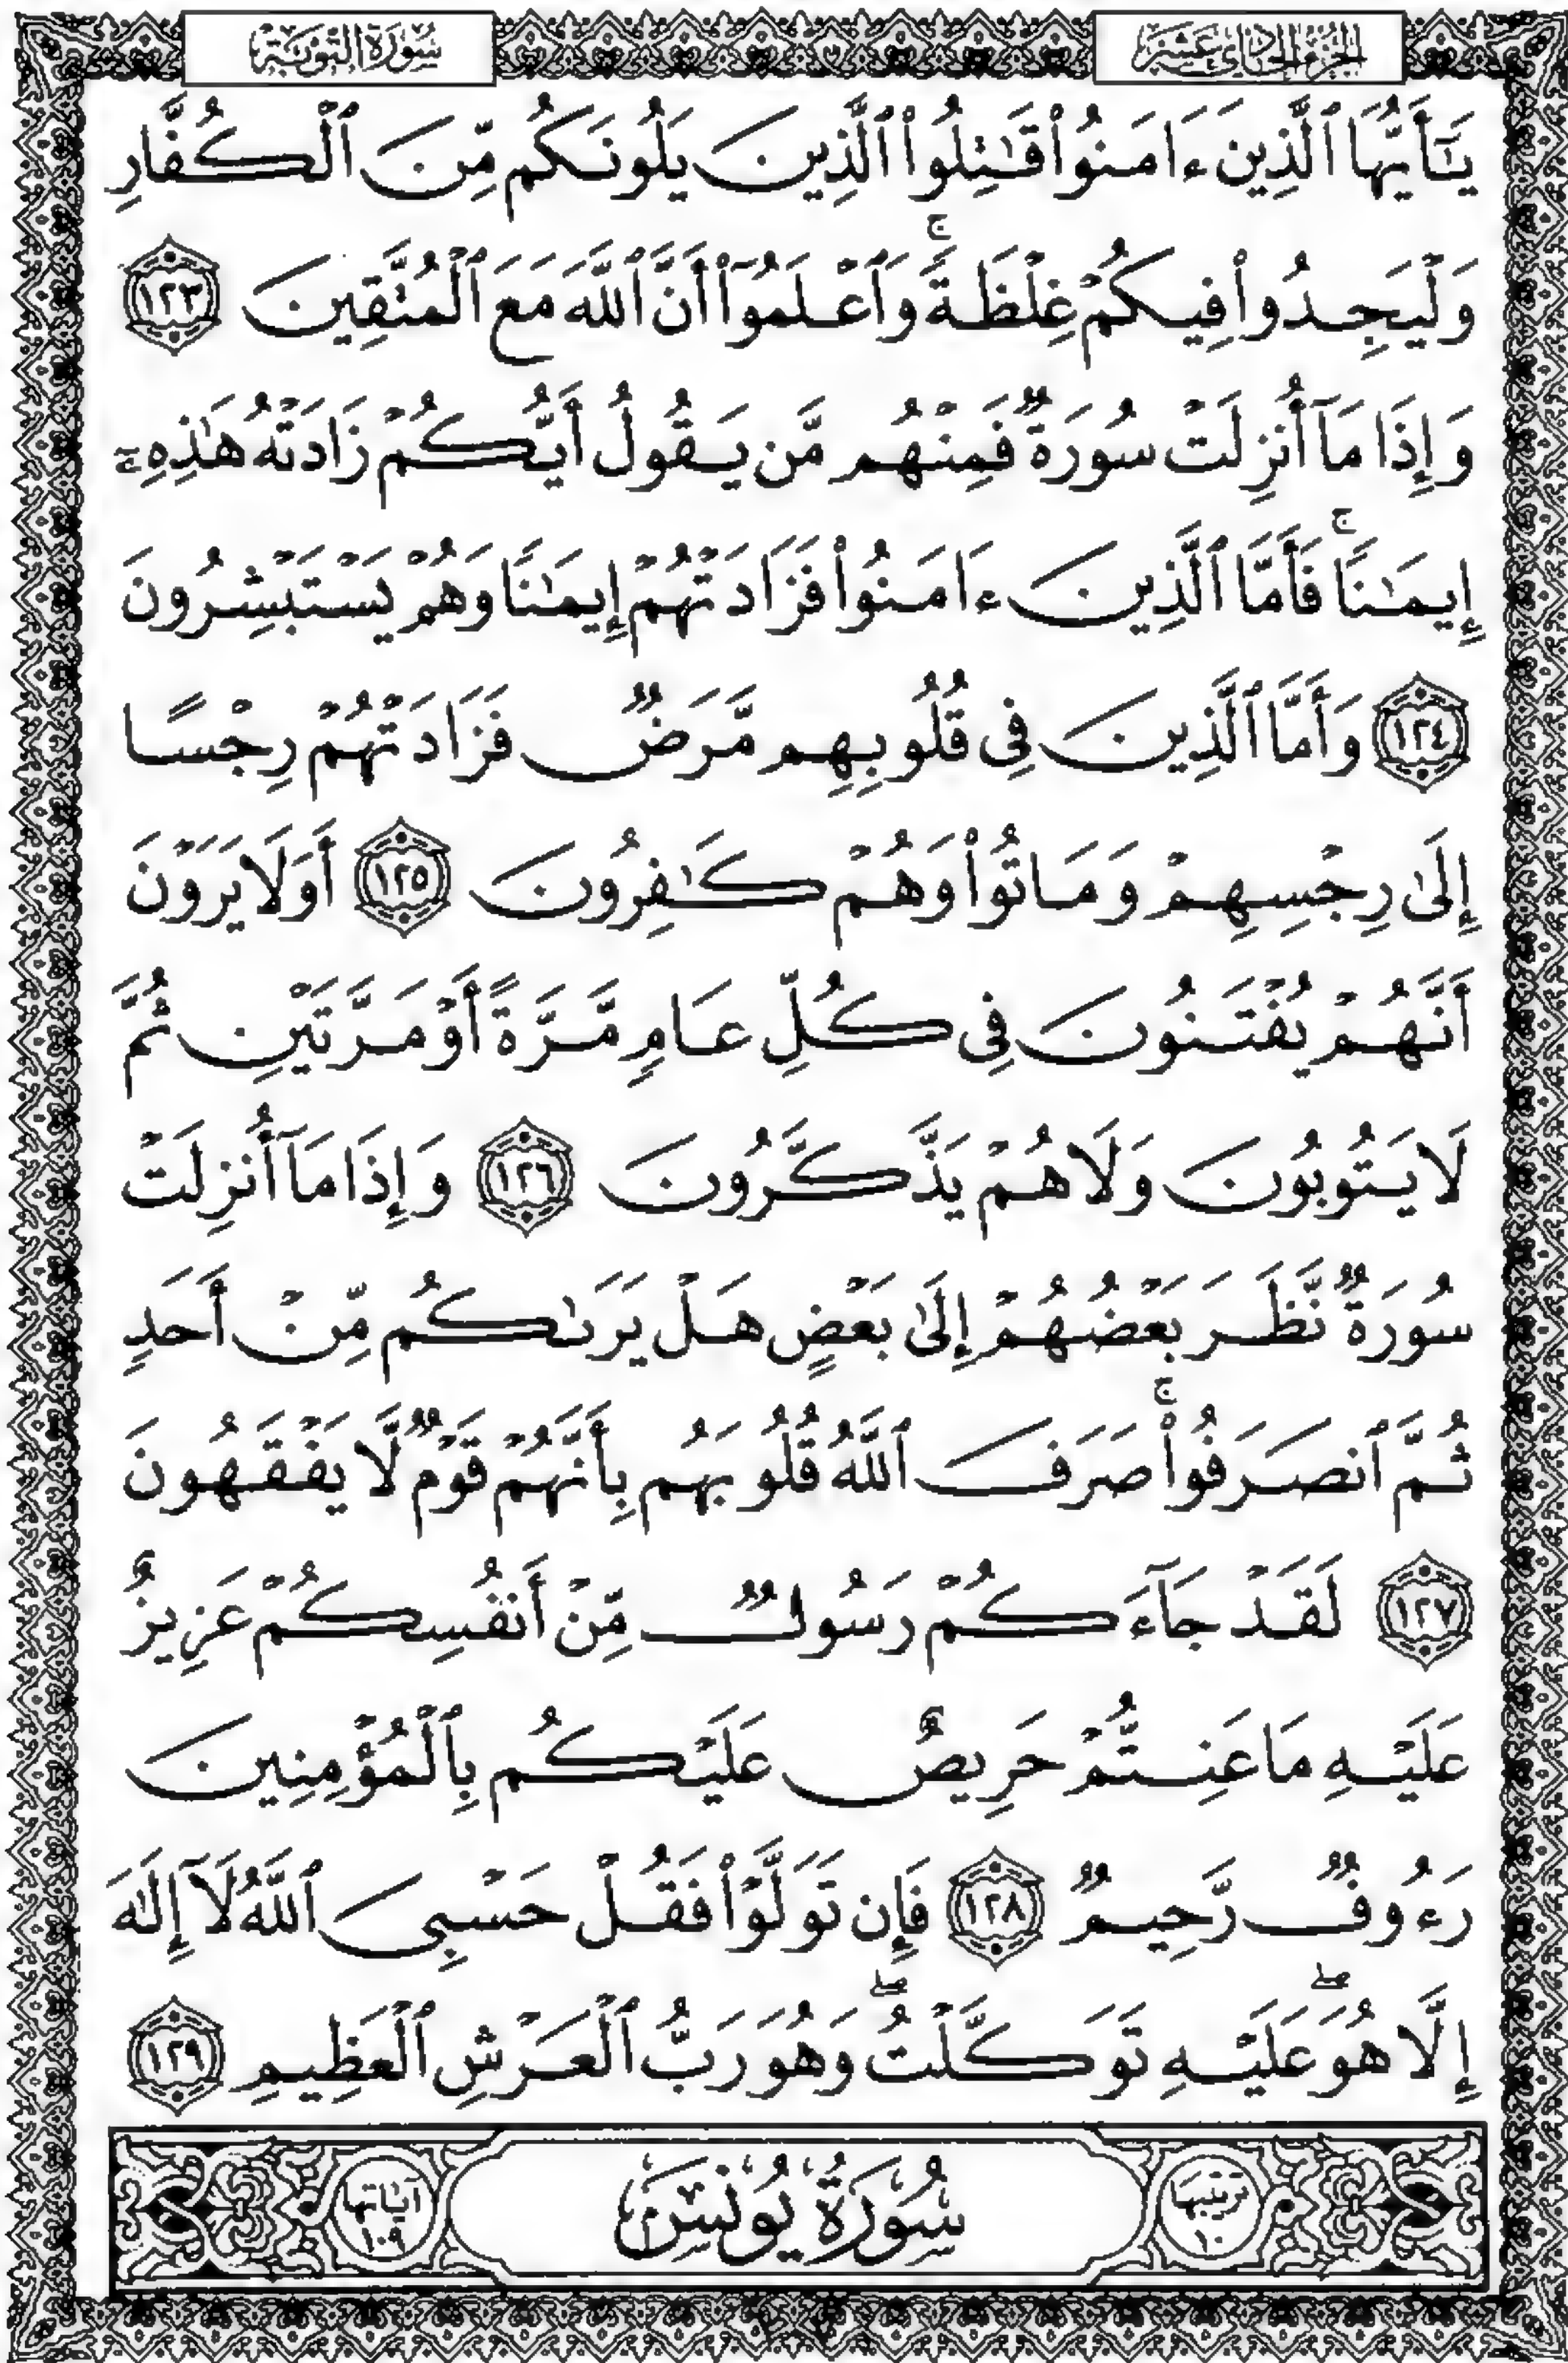 الجزء الحادي عشر
سورة التوبة
يَٰٓأَيُّهَا ٱلَّذِينَ ءَامَنُوا۟ قَٰتِلُوا۟ ٱلَّذِينَ يَلُونَكُم مِّنَ ٱلْكُفَّارِ
وَلْيَجِدُوا۟ فِيكُمْ غِلْظَةً ۚ وَٱعْلَمُوٓا۟ أَنَّ ٱللَّهَ مَعَ ٱلْمُتَّقِينَ ١٢٣
وَإِذَا مَآ أُنزِلَتْ سُورَةٌ فَمِنْهُم مَّن يَقُولُ أَيُّكُمْ زَادَتْهُ هَٰذِهِۦٓ
إِيمَٰنًا ۚ فَأَمَّا ٱلَّذِينَ ءَامَنُوا۟ فَزَادَتْهُمْ إِيمَٰنًا وَهُمْ يَسْتَبْشِرُونَ
١٢٤ وَأَمَّا ٱلَّذِينَ فِى قُلُوبِهِم مَّرَضٌ فَزَادَتْهُمْ رِجْسًا
إِلَىٰ رِجْسِهِمْ وَمَاتُوا۟ وَهُمْ كَٰفِرُونَ ١٢٥ أَوَلَا يَرَوْنَ
أَنَّهُمْ يُفْتَنُونَ فِى كُلِّ عَامٍ مَّرَّةً أَوْ مَرَّتَيْنِ ثُمَّ
لَا يَتُوبُونَ وَلَا هُمْ يَذَّكَّرُونَ ١٢٦ وَإِذَا مَآ أُنزِلَتْ
سُورَةٌ نَّظَرَ بَعْضُهُمْ إِلَىٰ بَعْضٍ هَلْ يَرَىٰكُم مِّنْ أَحَدٍ
ثُمَّ ٱنصَرَفُوا۟ ۚ صَرَفَ ٱللَّهُ قُلُوبَهُم بِأَنَّهُمْ قَوْمٌ لَّا يَفْقَهُونَ
١٢٧ لَقَدْ جَآءَكُمْ رَسُولٌ مِّنْ أَنفُسِكُمْ عَزِيزٌ
عَلَيْهِ مَا عَنِتُّمْ حَرِيصٌ عَلَيْكُم بِٱلْمُؤْمِنِينَ
رَءُوفٌ رَّحِيمٌ ١٢٨ فَإِن تَوَلَّوْا۟ فَقُلْ حَسْبِىَ ٱللَّهُ لَآ إِلَٰهَ
إِلَّا هُوَ ۖ عَلَيْهِ تَوَكَّلْتُ ۖ وَهُوَ رَبُّ ٱلْعَرْشِ ٱلْعَظِيمِ ١٢٩
ترتيبها ١٠
سُورَةُ يُونُسَ
آياتها ١٠٩